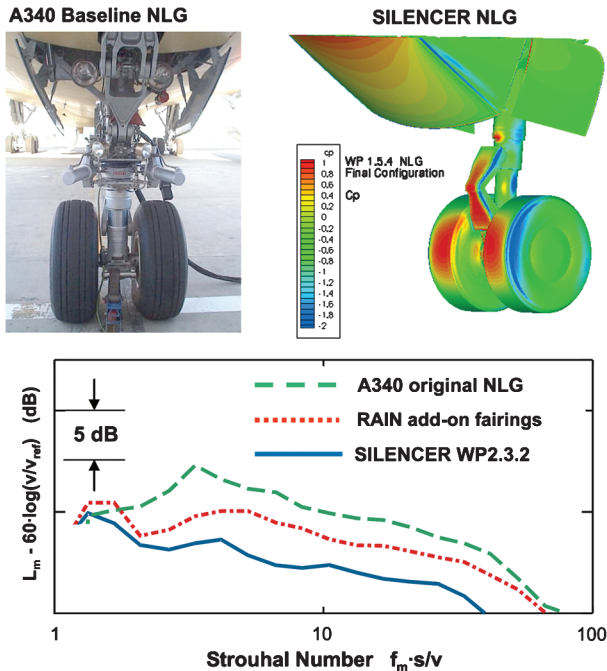 A340 Baseline NLG
SILENCER NLG
cp
1
0.8
0.6
0.4
0.2
0
-0.2
-0.4
-0.6
-0.8
-1
-1.2
-1.4
-1.6
-1.8
-2
WP 1.5.4 NLG
Final Configuration
Cp
A340 original NLG
RAIN add-on fairings
SILENCER WP2.3.2
5 dB
Lm - 60·log(v/vref) (dB)
1
10
100
Strouhal Number fm·s/v